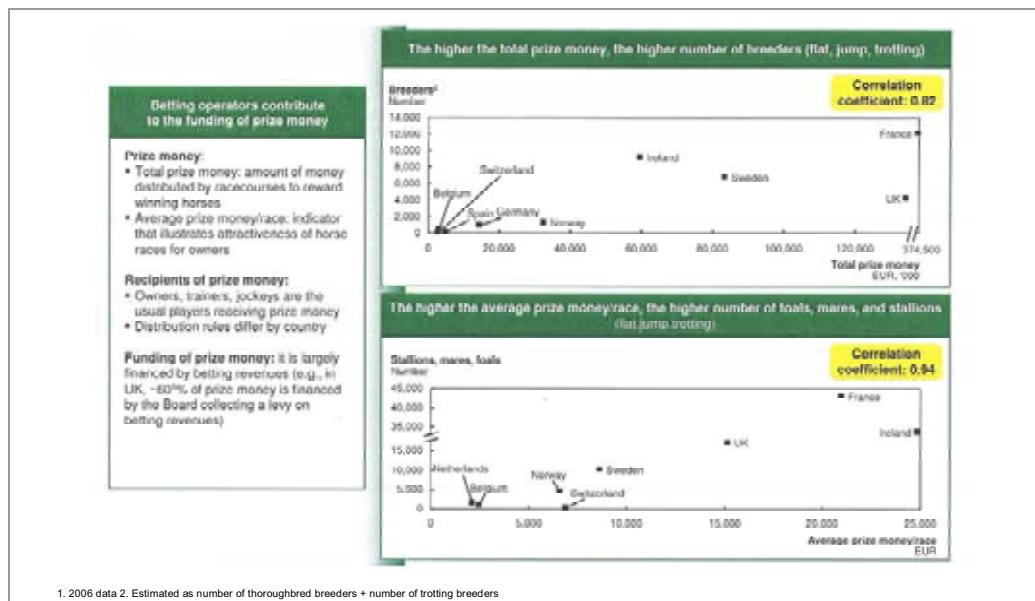 Betting operators contribute
to the funding of prize money
Prize money:
• Total prize money: amount of money
distributed by racecourses to reward
winning horses
• Average prize money/race: indicator
that illustrates attractiveness of horse
races for owners
Recipients of prize money:
• Owners, trainers, jockeys are the
usual players receiving prize money
• Distribution rules differ by country
Funding of prize money: it is largely
financed by betting revenues (e.g., in
UK, ~60% of prize money is financed
by the Board collecting a levy on
betting revenues)
The higher the total prize money, the higher number of breeders (flat, jump, trotting)
Breeders²
Number
Correlation
coefficient: 0.82
14,000
12,000
10,000
8,000
6,000
4,000
2,000
0
France
Ireland
Switzerland
Sweden
Belgium
UK
Spain Germany
Norway
0 20,000 40,000 60,000 80,000 100,000 120,000 374,500
Total prize money
EUR, '000
The higher the average prize money/race, the higher number of foals, mares, and stallions
(flat,jump,trotting)
Stallions, mares, foals
Number
Correlation
coefficient: 0.94
45,000
40,000
35,000
15,000
10,000
5,000
0
France
Ireland
UK
Netherlands
Sweden
Norway
Belgium
Switzerland
0 5,000 10,000 15,000 20,000 25,000
Average prize money/race
EUR
1. 2006 data 2. Estimated as number of thoroughbred breeders + number of trotting breeders